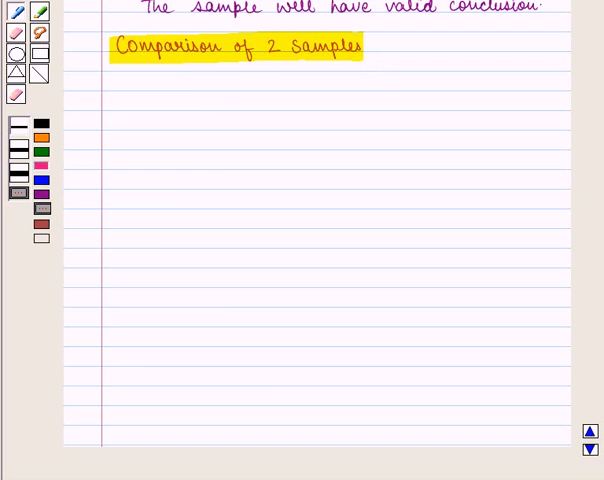 The sample will have valid conclusion.
Comparison of 2 Samples